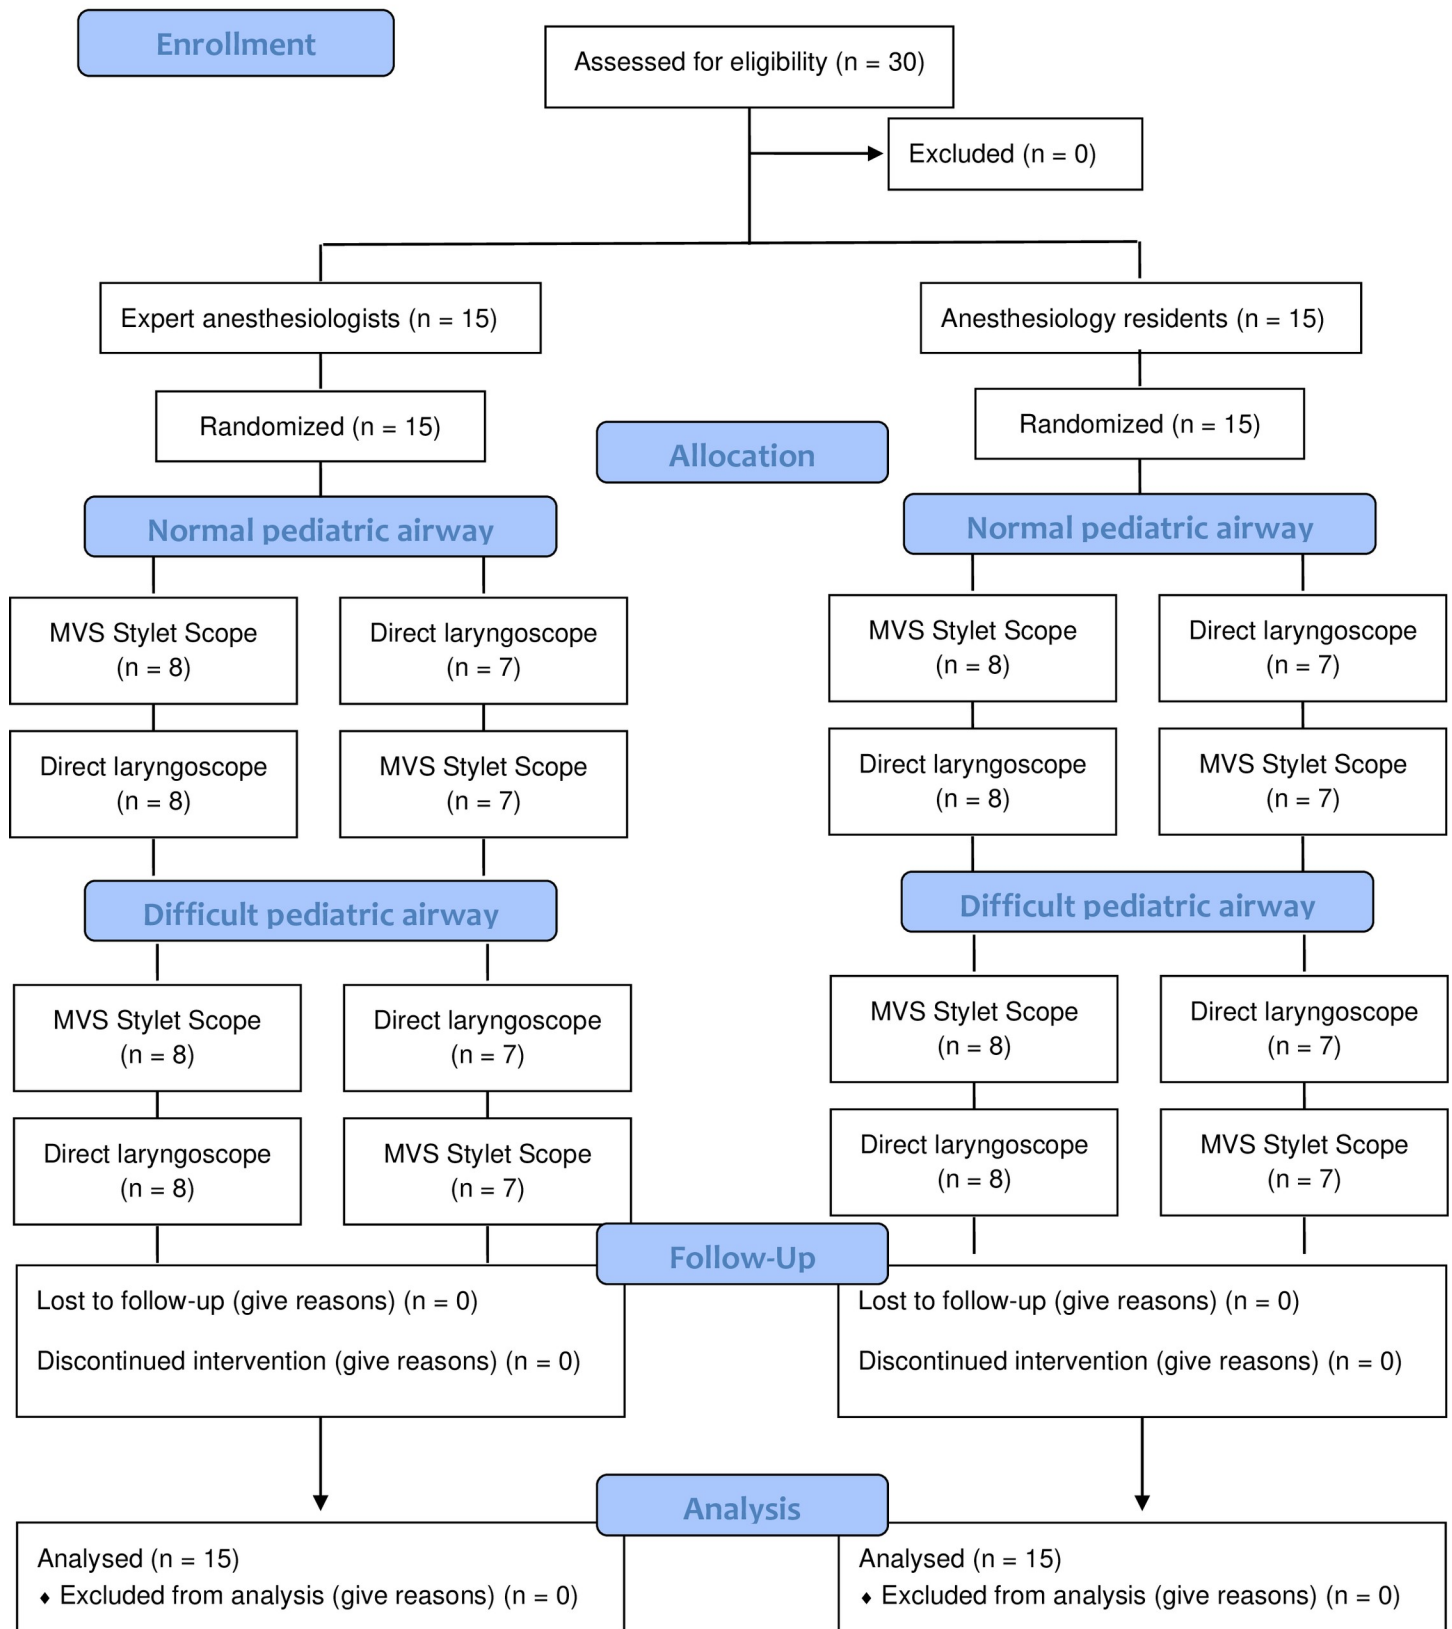 Enrollment
Assessed for eligibility (n = 30)
Excluded (n = 0)
Expert anesthesiologists (n = 15)
Anesthesiology residents (n = 15)
Randomized (n = 15)
Randomized (n = 15)
Allocation
Normal pediatric airway
Normal pediatric airway
MVS Stylet Scope
(n = 8)
Direct laryngoscope
(n = 7)
MVS Stylet Scope
(n = 8)
Direct laryngoscope
(n = 7)
Direct laryngoscope
(n = 8)
MVS Stylet Scope
(n = 7)
Direct laryngoscope
(n = 8)
MVS Stylet Scope
(n = 7)
Difficult pediatric airway
Difficult pediatric airway
MVS Stylet Scope
(n = 8)
Direct laryngoscope
(n = 7)
MVS Stylet Scope
(n = 8)
Direct laryngoscope
(n = 7)
Direct laryngoscope
(n = 8)
MVS Stylet Scope
(n = 7)
Direct laryngoscope
(n = 8)
MVS Stylet Scope
(n = 7)
Follow-Up
Lost to follow-up (give reasons) (n = 0)
Discontinued intervention (give reasons) (n = 0)
Lost to follow-up (give reasons) (n = 0)
Discontinued intervention (give reasons) (n = 0)
Analysis
Analysed (n = 15)
♦ Excluded from analysis (give reasons) (n = 0)
Analysed (n = 15)
♦ Excluded from analysis (give reasons) (n = 0)